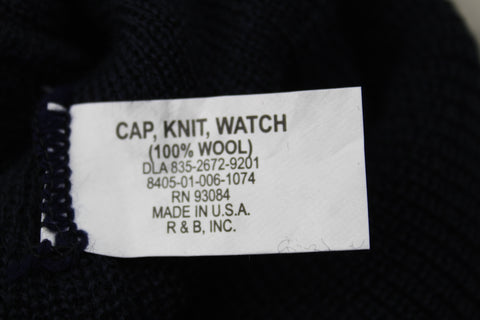 CAP, KNIT, WATCH
(100% WOOL)
DLA 835-2672-9201
8405-01-006-1074
RN 93084
MADE IN U.S.A.
R & B, INC.